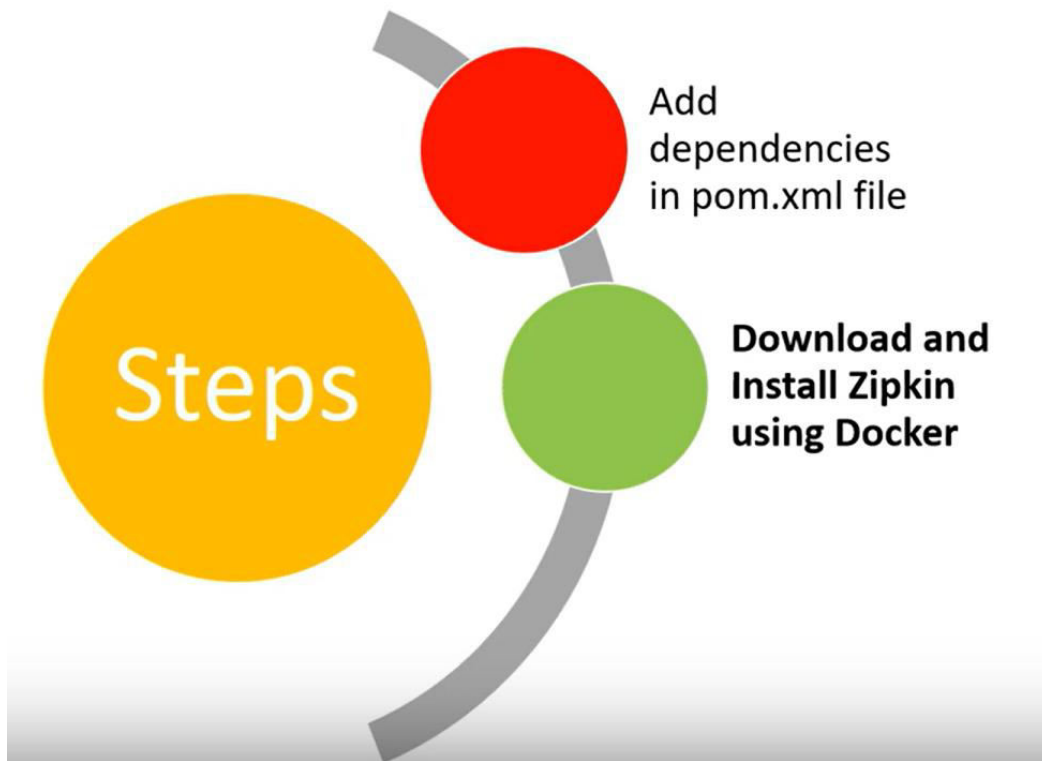 Steps
Add
dependencies
in pom.xml file
Download and
Install Zipkin
using Docker